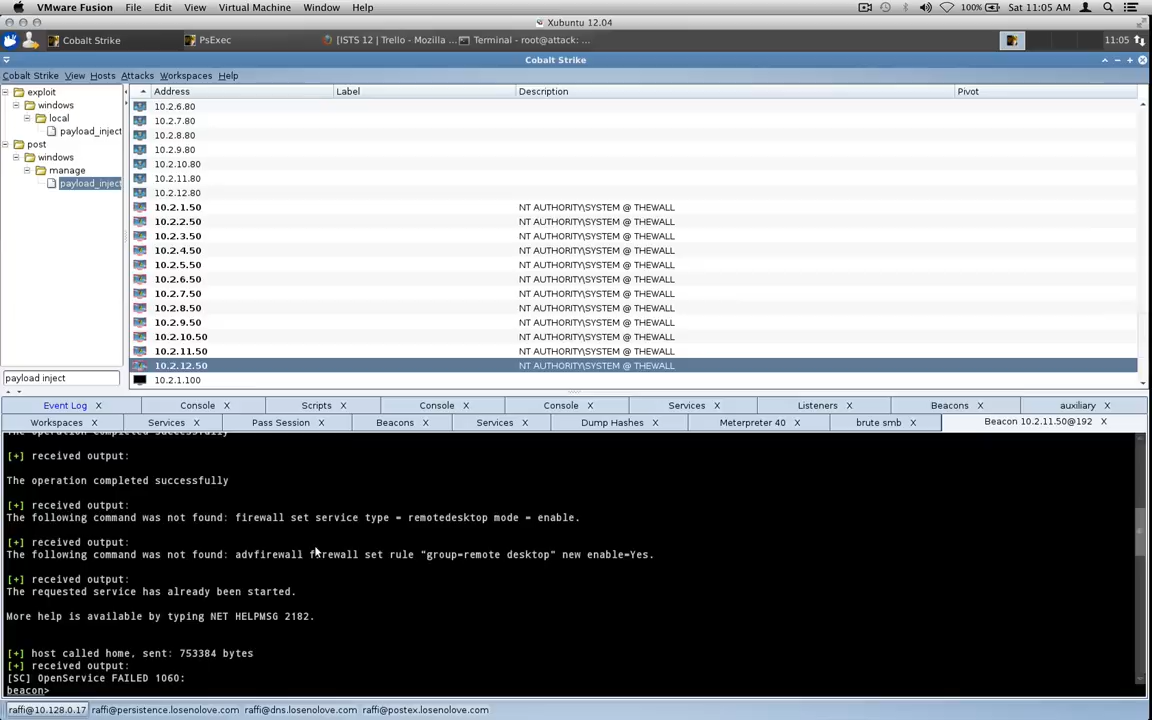 VMware Fusion File Edit View Virtual Machine Window Help 100% Sat 11:05 AM
Xubuntu 12.04
Cobalt Strike PsExec [ISTS 12 | Trello - Mozilla ... Terminal - root@attack: ... 11:05
Cobalt Strike
Cobalt Strike View Hosts Attacks Workspaces Help
exploit
windows
local
payload_inject
post
windows
manage
payload_inject
payload inject
Address Label Description Pivot
10.2.6.80
10.2.7.80
10.2.8.80
10.2.9.80
10.2.10.80
10.2.11.80
10.2.12.80
10.2.1.50 NT AUTHORITY\SYSTEM @ THEWALL
10.2.2.50 NT AUTHORITY\SYSTEM @ THEWALL
10.2.3.50 NT AUTHORITY\SYSTEM @ THEWALL
10.2.4.50 NT AUTHORITY\SYSTEM @ THEWALL
10.2.5.50 NT AUTHORITY\SYSTEM @ THEWALL
10.2.6.50 NT AUTHORITY\SYSTEM @ THEWALL
10.2.7.50 NT AUTHORITY\SYSTEM @ THEWALL
10.2.8.50 NT AUTHORITY\SYSTEM @ THEWALL
10.2.9.50 NT AUTHORITY\SYSTEM @ THEWALL
10.2.10.50 NT AUTHORITY\SYSTEM @ THEWALL
10.2.11.50 NT AUTHORITY\SYSTEM @ THEWALL
10.2.12.50 NT AUTHORITY\SYSTEM @ THEWALL
10.2.1.100
Event Log X Console X Scripts X Console X Console X Services X Listeners X Beacons X auxiliary X
Workspaces X Services X Pass Session X Beacons X Services X Dump Hashes X Meterpreter 40 X brute smb X Beacon 10.2.11.50@192 X
The operation completed successfully
[+] received output:
The operation completed successfully
[+] received output:
The following command was not found: firewall set service type = remotedesktop mode = enable.
[+] received output:
The following command was not found: advfirewall firewall set rule "group=remote desktop" new enable=Yes.
[+] received output:
The requested service has already been started.
More help is available by typing NET HELPMSG 2182.
[+] host called home, sent: 753384 bytes
[+] received output:
[SC] OpenService FAILED 1060:
beacon>
raffi@10.128.0.17 raffi@persistence.losenolove.com raffi@dns.losenolove.com raffi@postex.losenolove.com